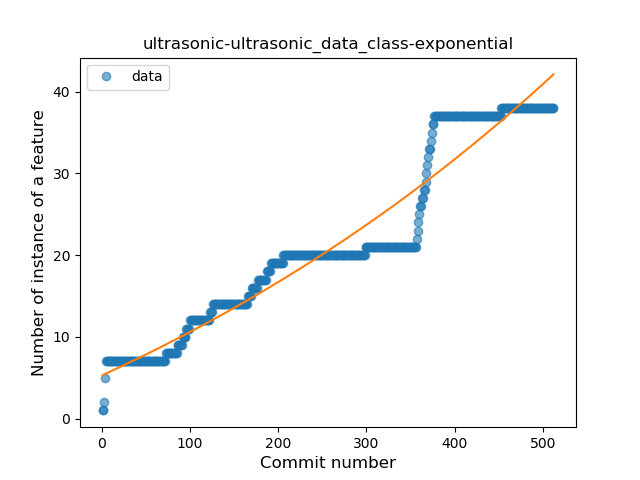 ultrasonic-ultrasonic_data_class-exponential
data
Number of instance of a feature
40
30
20
10
0
0 100 200 300 400 500
Commit number